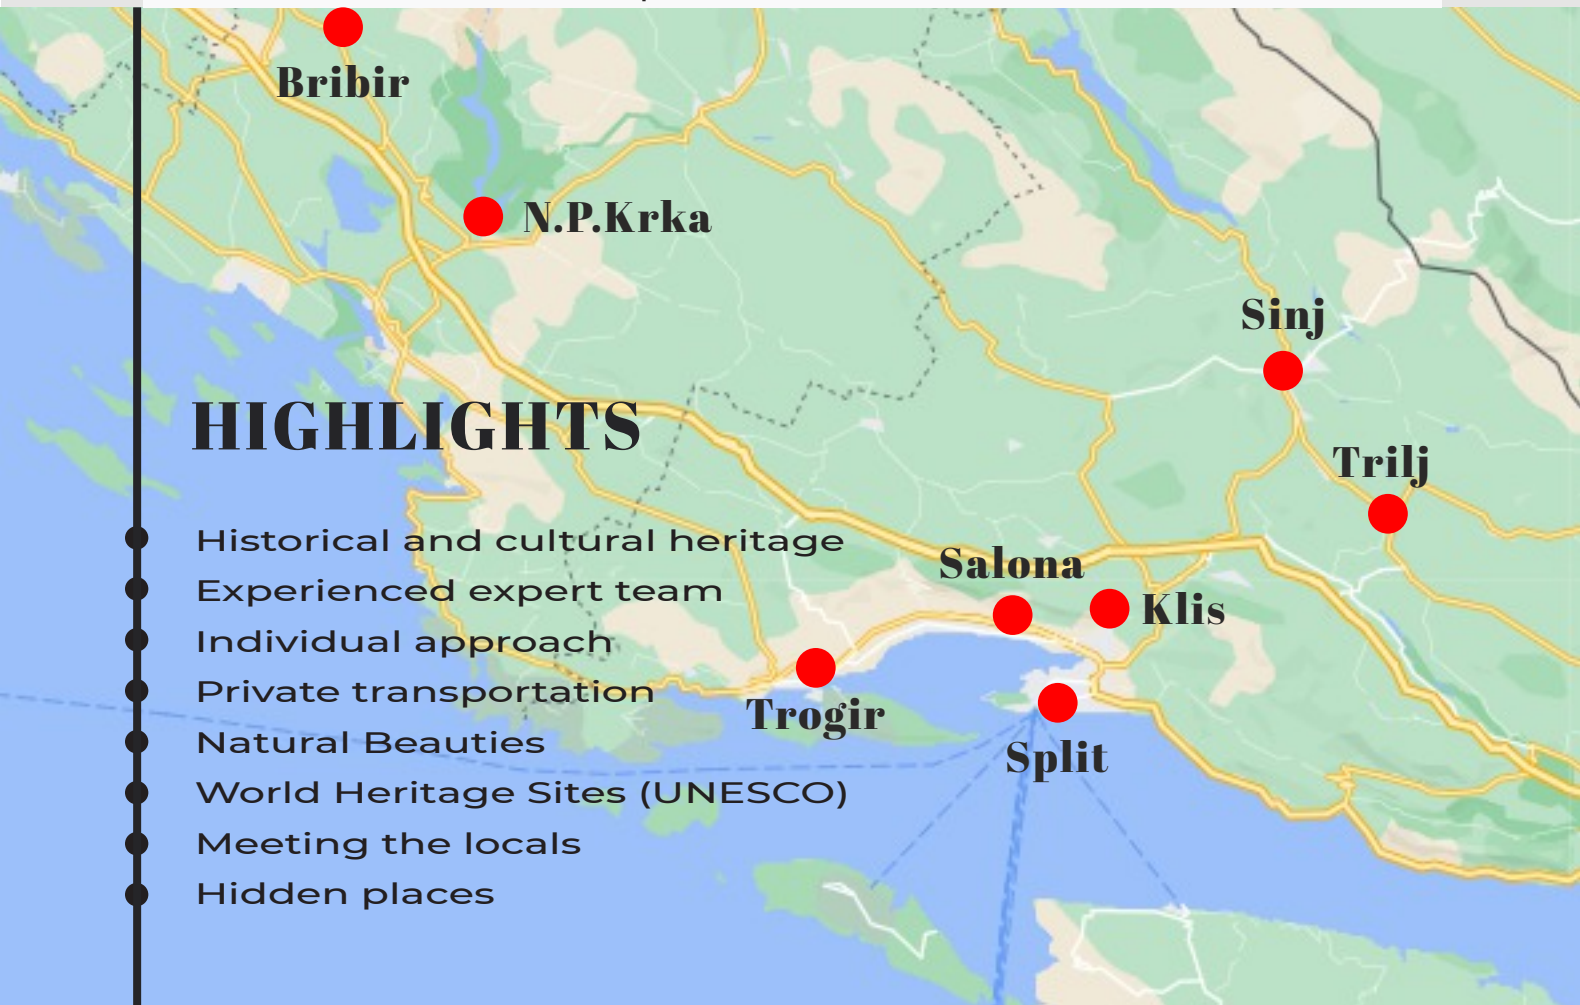 Bribir
N.P.Krka
Sinj
HIGHLIGHTS
Trilj
Historical and cultural heritage
Salona
Experienced expert team
Klis
Individual approach
Private transportation
Trogir
Natural Beauties
Split
World Heritage Sites (UNESCO)
Meeting the locals
Hidden places